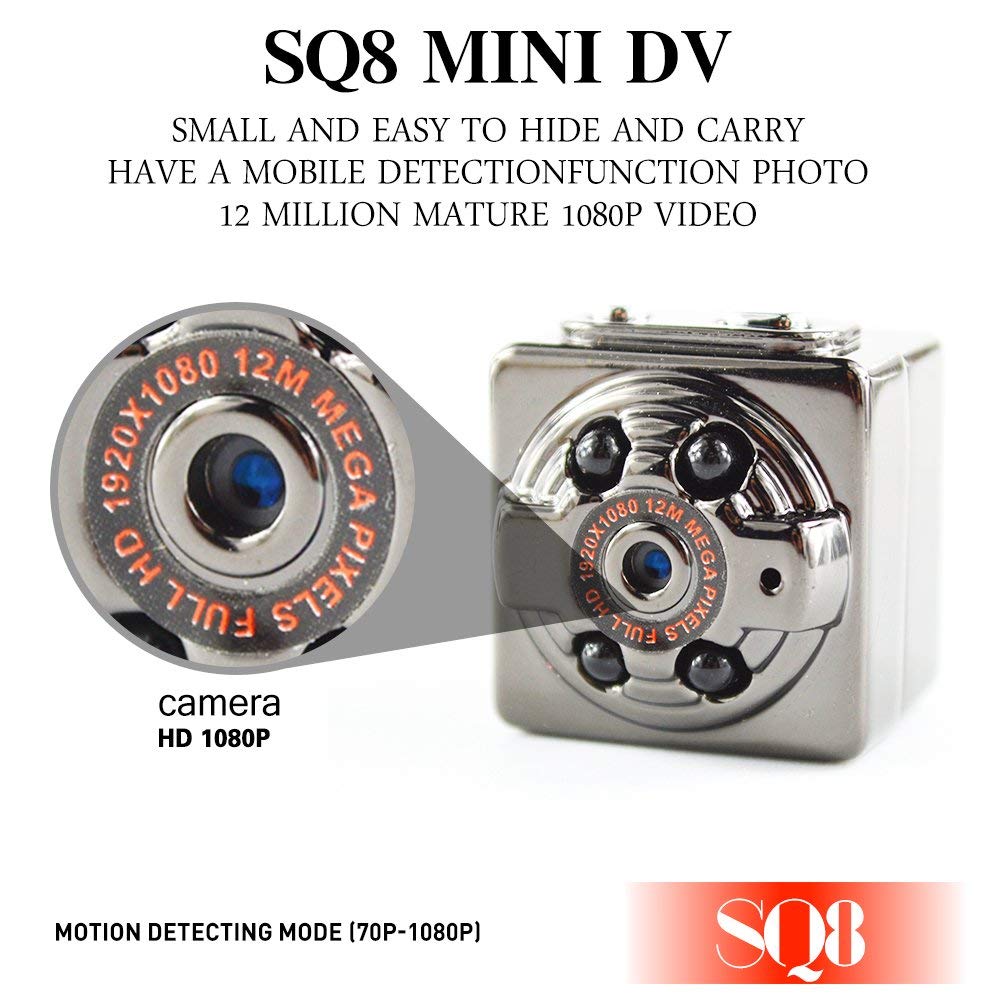 SQ8 MINI DV
SMALL AND EASY TO HIDE AND CARRY
HAVE A MOBILE DETECTIONFUNCTION PHOTO
12 MILLION MATURE 1080P VIDEO
FULL HD 1920X1080 12M MEGA PIXELS
FULL HD 1920X1080 12M MEGA PIXELS
camera
HD 1080P
MOTION DETECTING MODE (70P-1080P)
SQ8